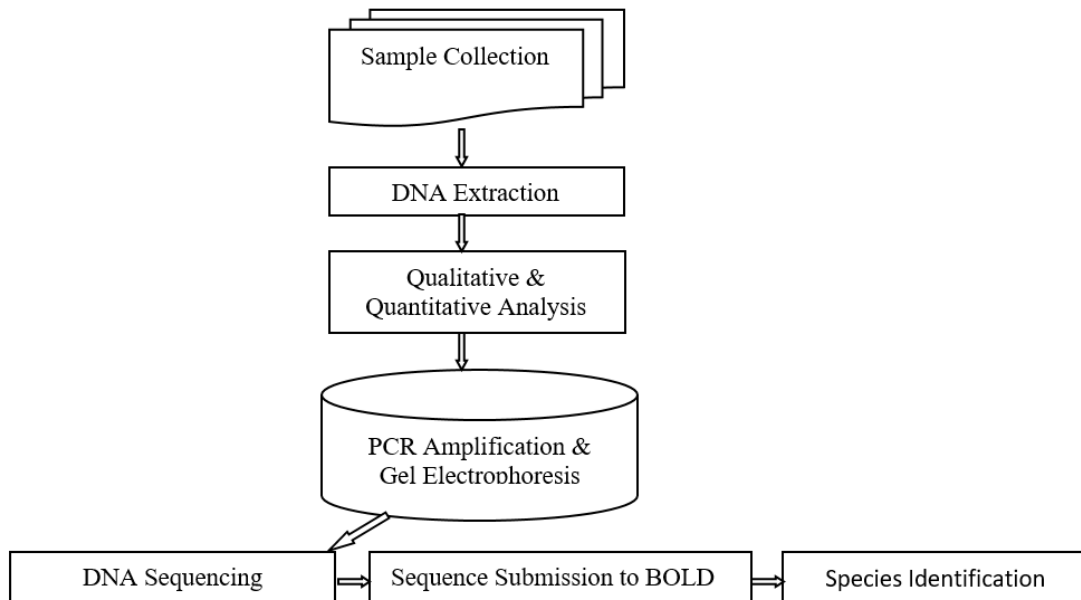 Sample Collection
DNA Extraction
Qualitative &
Quantitative Analysis
PCR Amplification &
Gel Electrophoresis
DNA Sequencing
Sequence Submission to BOLD
Species Identification